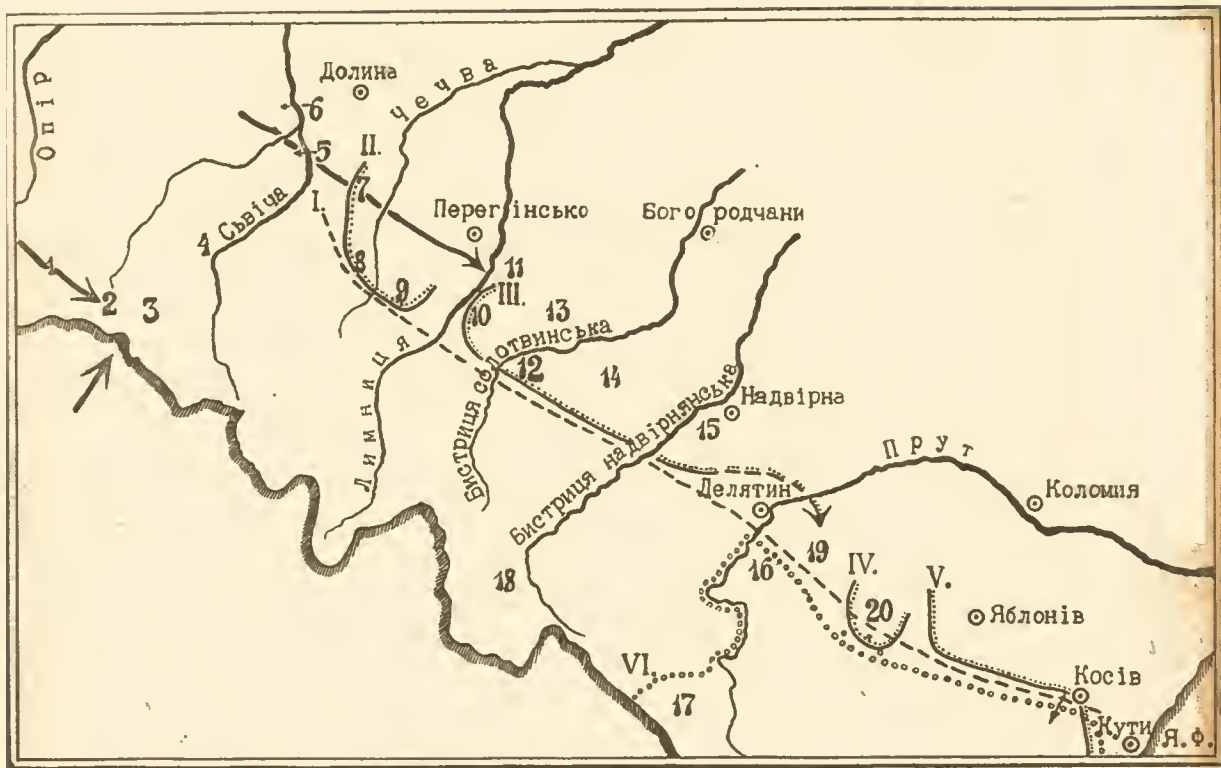 Опір
Долина
Чечва
6
5
II.
7
I.
Сьвіча
4
Перегінсько
Богородчани
1
2
3
8
9
11
III.
10
13
Лимниця
Бистриця солотвинська
12
14
Бистриця надвірнянська
Надвірна
15
Прут
Делятин
Коломия
19
16
IV.
V.
18
20
Яблонів
VI.
17
Косів
Кути
Я.Ф.